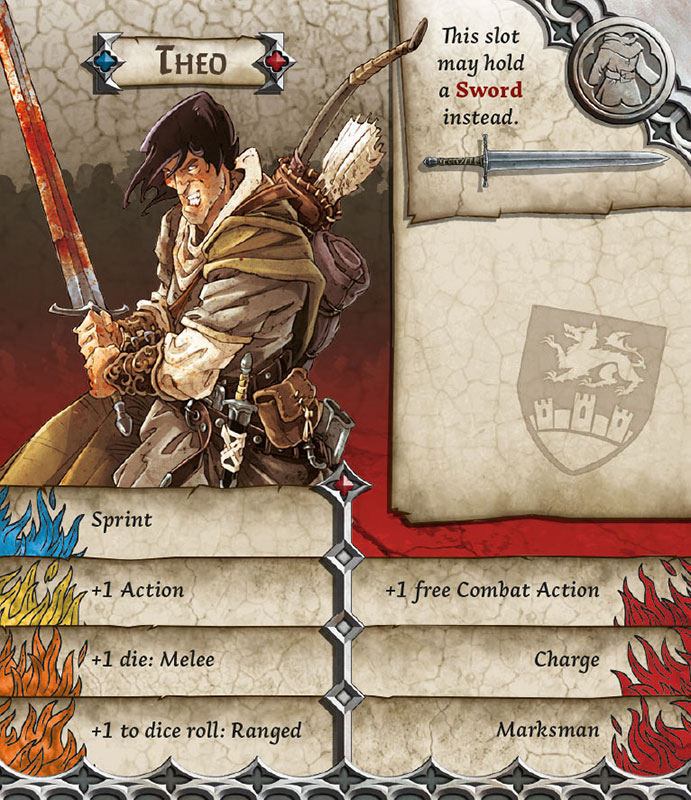 THEO
This slot
may hold
a Sword
instead.
Sprint
+1 Action
+1 die: Melee
+1 to dice roll: Ranged
+1 free Combat Action
Charge
Marksman